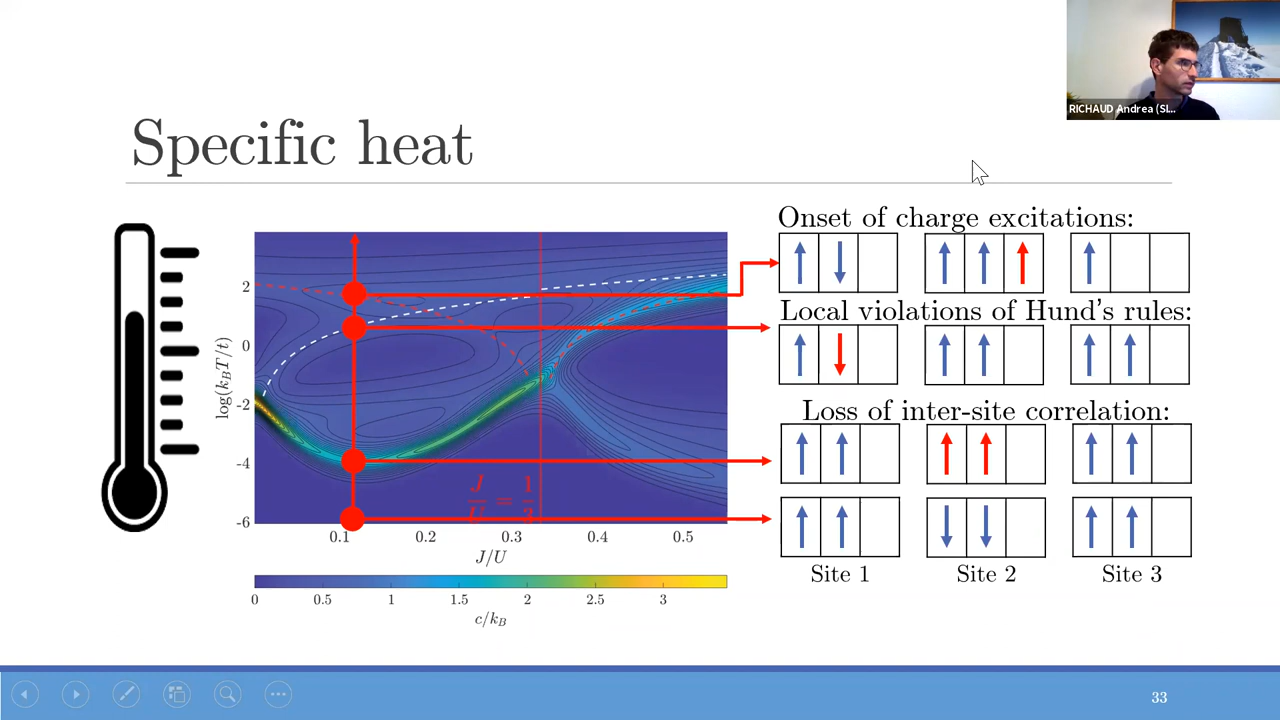 RICHAUD Andrea (SI...
Specific heat
Onset of charge excitations:
Local violations of Hund's rules:
Loss of inter-site correlation:
Site 1 Site 2 Site 3
log(k_BT/t)
2
0
-2
-4
-6
J/U = 1/3
0.1 0.2 0.3 0.4 0.5
J/U
0 0.5 1 1.5 2 2.5 3
c/k_B
33